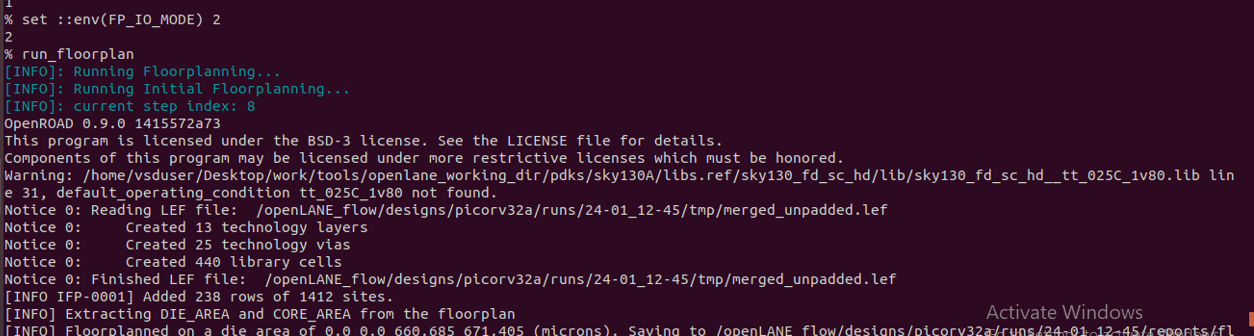 1
% set ::env(FP_IO_MODE) 2
2
% run_floorplan
[INFO]: Running Floorplanning...
[INFO]: Running Initial Floorplanning...
[INFO]: current step index: 8
OpenROAD 0.9.0 1415572a73
This program is licensed under the BSD-3 license. See the LICENSE file for details.
Components of this program may be licensed under more restrictive licenses which must be honored.
Warning: /home/vsduser/Desktop/work/tools/openlane_working_dir/pdks/sky130A/libs.ref/sky130_fd_sc_hd/lib/sky130_fd_sc_hd__tt_025C_1v80.lib lin
e 31, default_operating_condition tt_025C_1v80 not found.
Notice 0: Reading LEF file:  /openLANE_flow/designs/picorv32a/runs/24-01_12-45/tmp/merged_unpadded.lef
Notice 0:     Created 13 technology layers
Notice 0:     Created 25 technology vias
Notice 0:     Created 440 library cells
Notice 0: Finished LEF file:  /openLANE_flow/designs/picorv32a/runs/24-01_12-45/tmp/merged_unpadded.lef
[INFO IFP-0001] Added 238 rows of 1412 sites.
[INFO] Extracting DIE_AREA and CORE_AREA from the floorplan
Activate Windows
[INFO] Floorplanned on a die area of 0.0 0.0 660.685 671.405 (microns). Saving to /openLANE_flow/designs/picorv32a/runs/24-01_12-45/reports/fl